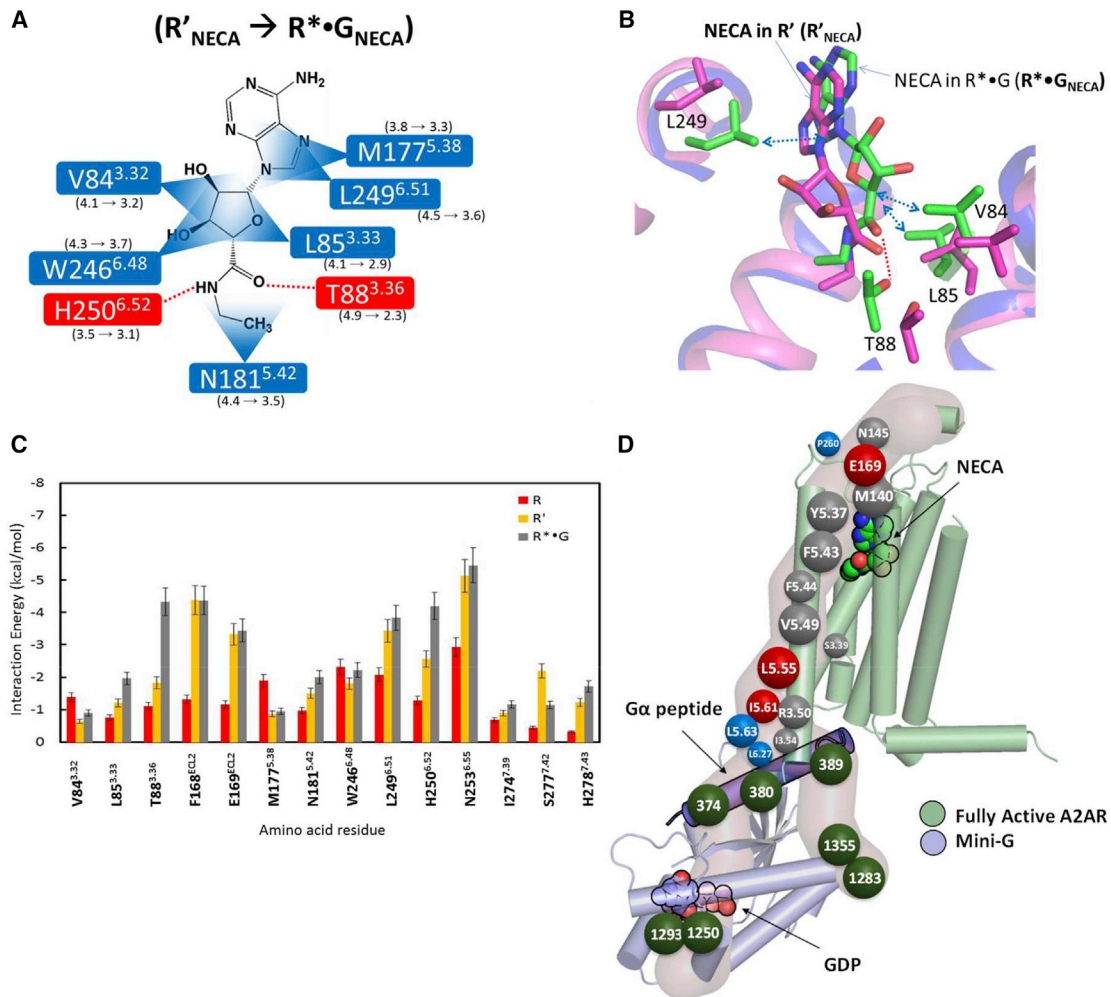 A
(R'NECA → R*•GNECA)
NH2
N
N
N
N
HO
HO
O
O
HN
CH3
(3.8 → 3.3)
M177^5.38
V84^3.32
(4.1 → 3.2)
L249^6.51
(4.5 → 3.6)
(4.3 → 3.7)
W246^6.48
L85^3.33
(4.1 → 2.9)
H250^6.52
(3.5 → 3.1)
T88^3.36
(4.9 → 2.3)
N181^5.42
(4.4 → 3.5)
B
NECA in R' (R'NECA)
NECA in R*•G (R*•GNECA)
L249
V84
L85
T88
C
Interaction Energy (kcal/mol)
-8
-7
-6
-5
-4
-3
-2
-1
0
R
R'
R*•G
V84^3.32
L85^3.33
T88^3.36
F168^ECL2
E169^ECL2
M177^5.38
N181^5.42
W246^6.48
L249^6.51
H250^6.52
N253^6.55
I274^7.39
S277^7.42
H278^7.43
Amino acid residue
D
P260
N145
E169
NECA
M140
Y5.37
F5.43
F5.44
V5.49
S3.39
L5.55
I5.61
R3.50
Gα peptide
L5.63
I3.54
L6.27
389
380
374
Fully Active A2AR
Mini-G
1355
1283
1293
1250
GDP